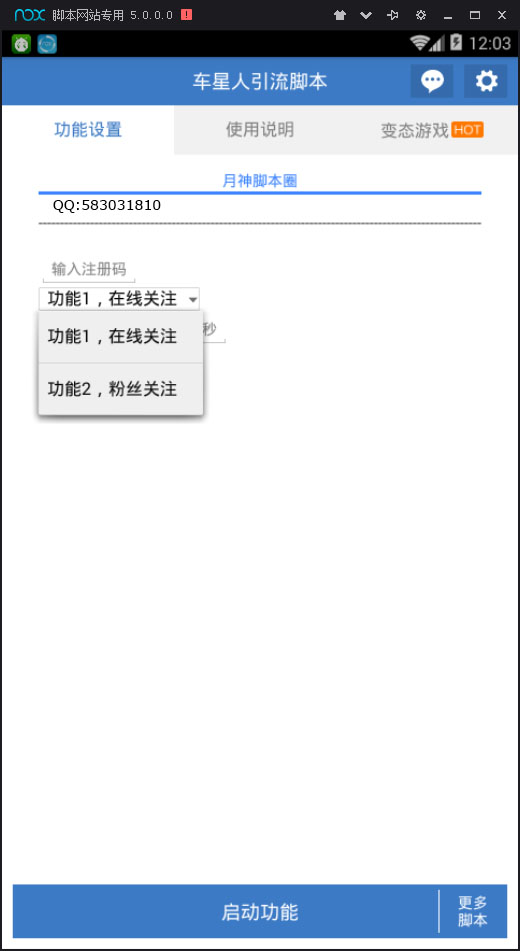 nox 脚本网站专用 5.0.0.0
12:03
车星人引流脚本
功能设置 使用说明 变态游戏 HOT
月神脚本圈
QQ:583031810
输入注册码
功能1，在线关注
秒
功能1，在线关注
功能2，粉丝关注
启动功能
更多
脚本